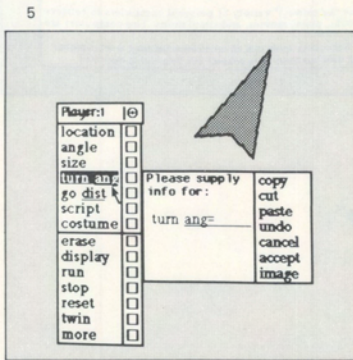 5
Player:1
location
angle
size
turn ang
go dist
script
costume
erase
display
run
stop
reset
twin
more
Please supply
info for:
turn ang=
copy
cut
paste
undo
cancel
accept
image